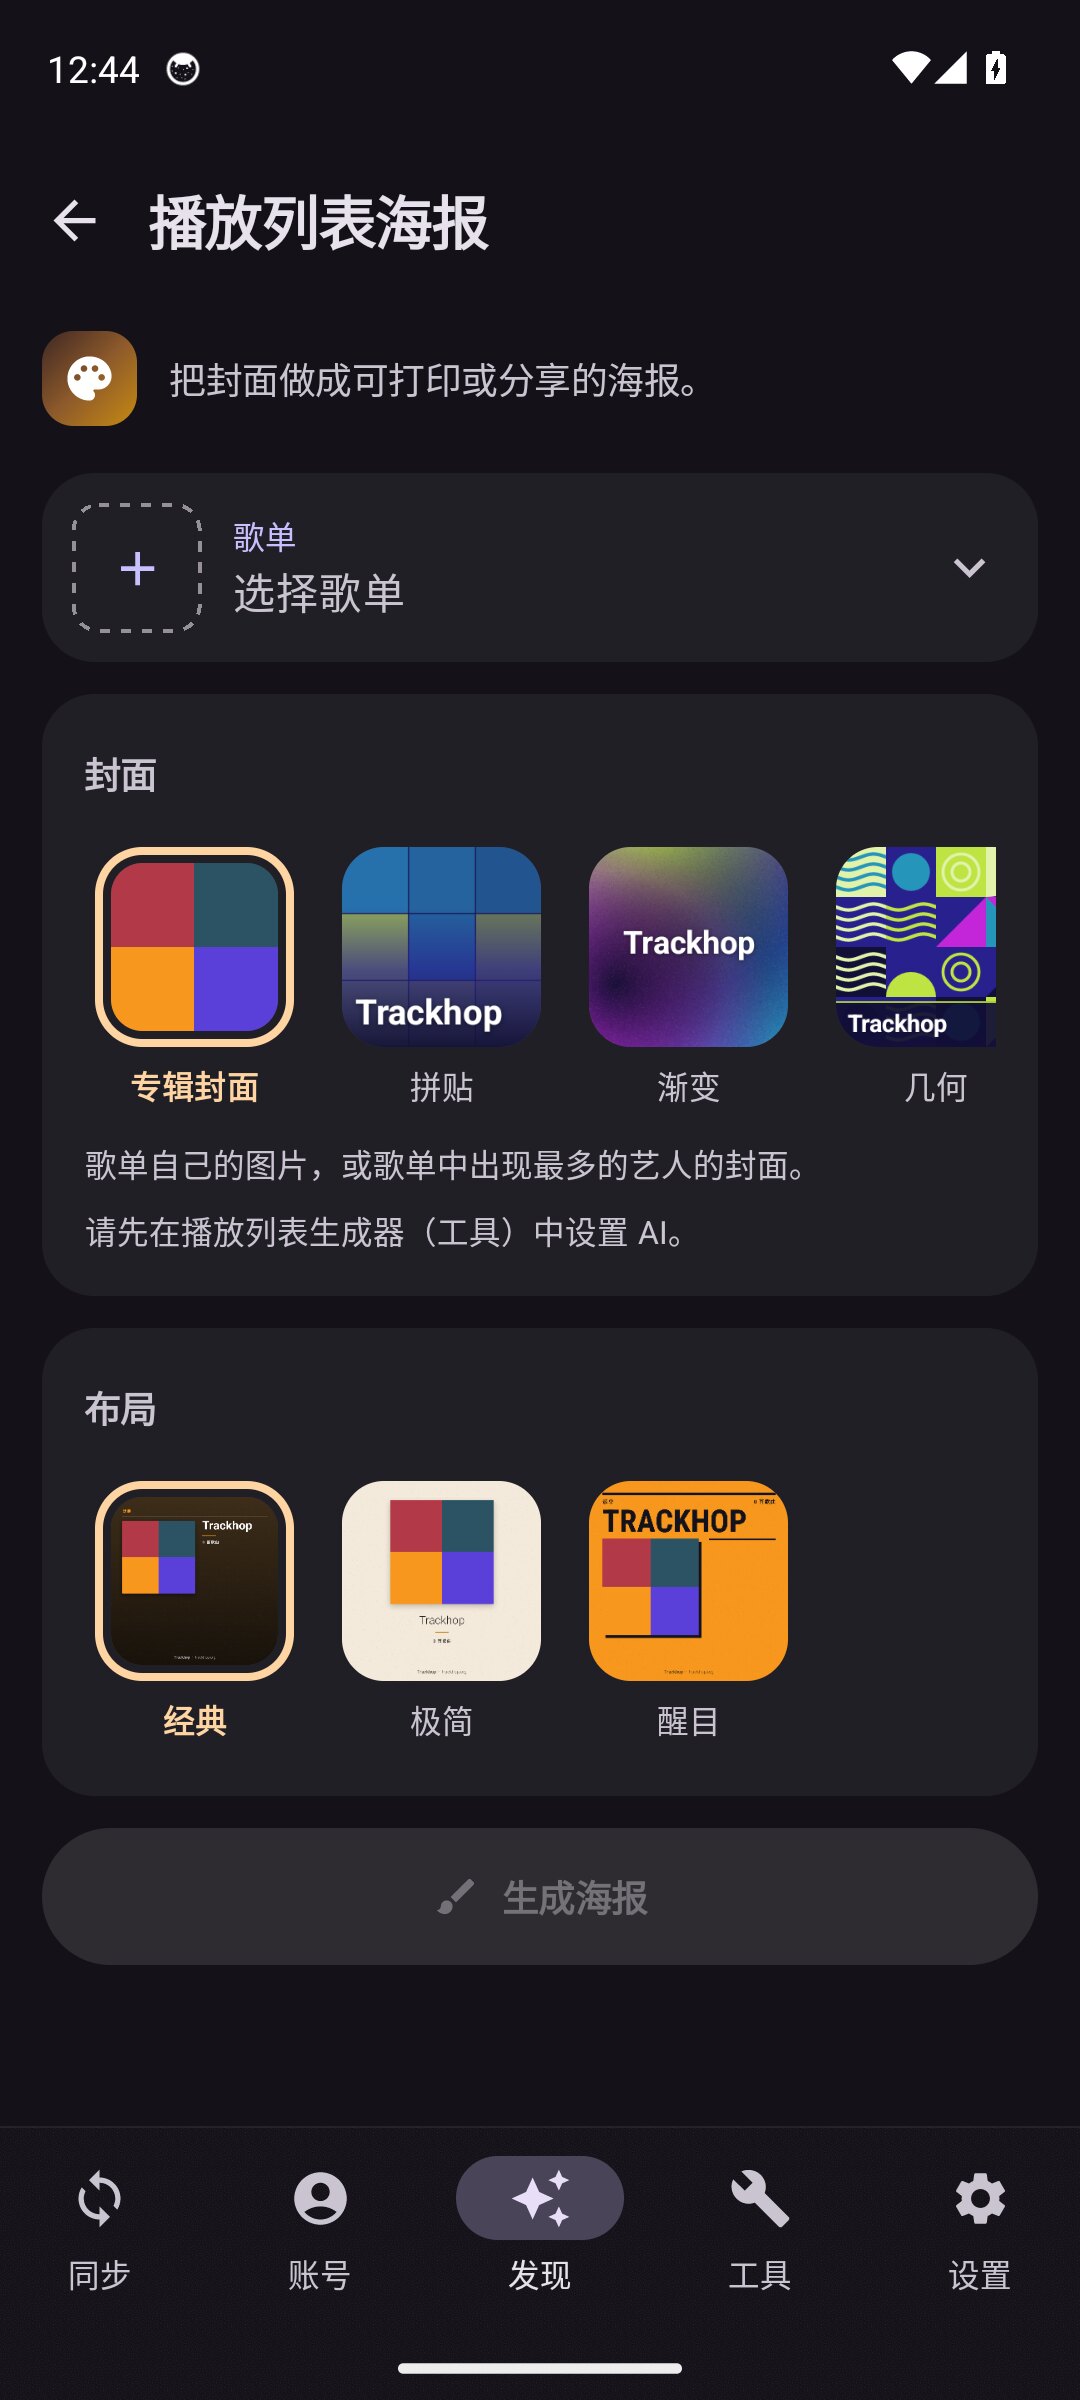 12:44
播放列表海报
把封面做成可打印或分享的海报。
歌单
选择歌单
封面
Trackhop
Trackhop
Trackhop
专辑封面
拼贴
渐变
几何
歌单自己的图片，或歌单中出现最多的艺人的封面。
请先在播放列表生成器（工具）中设置 AI。
布局
Trackhop
Trackhop
TRACKHOP
经典
极简
醒目
生成海报
同步
账号
发现
工具
设置